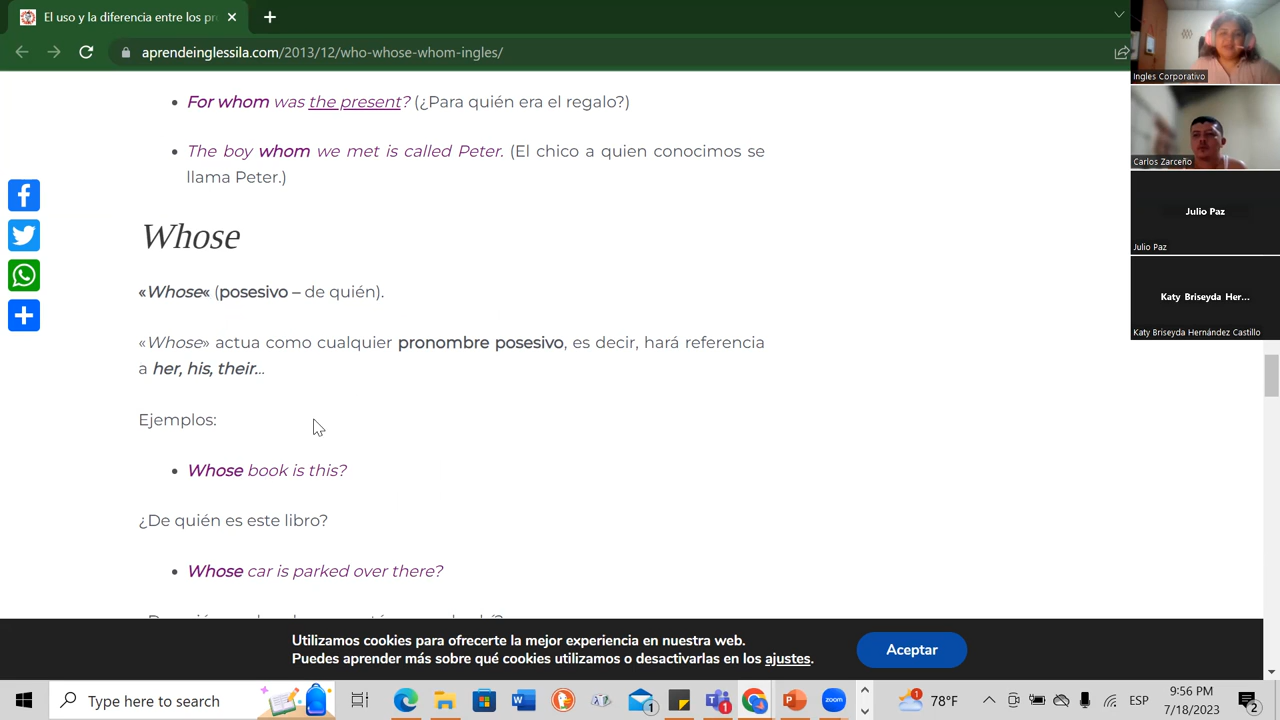 El uso y la diferencia entre los pr
aprendeinglessila.com/2013/12/who-whose-whom-ingles/
For whom was the present? (¿Para quién era el regalo?)
The boy whom we met is called Peter. (El chico a quien conocimos se
llama Peter.)
Whose
«Whose« (posesivo – de quién).
«Whose» actua como cualquier pronombre posesivo, es decir, hará referencia
a her, his, their...
Ejemplos:
Whose book is this?
¿De quién es este libro?
Whose car is parked over there?
Utilizamos cookies para ofrecerte la mejor experiencia en nuestra web.
Puedes aprender más sobre qué cookies utilizamos o desactivarlas en los ajustes.
Aceptar
Ingles Corporativo
Carlos Zarceño
Julio Paz
Julio Paz
Katy Briseyda Her...
Katy Briseyda Hernández Castillo
Type here to search
1
1
zoom
1
78°F
ESP
9:56 PM
7/18/2023
2